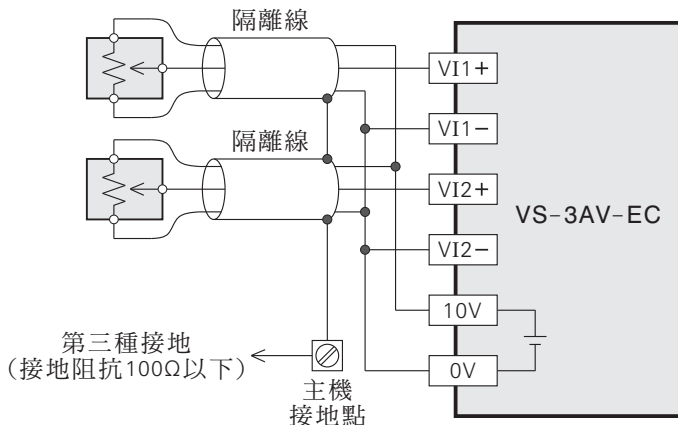 隔離線
VI1+
VI1-
隔離線
VI2+
VS-3AV-EC
VI2-
10V
第三種接地
(接地阻抗100Ω以下)
0V
主機
接地點